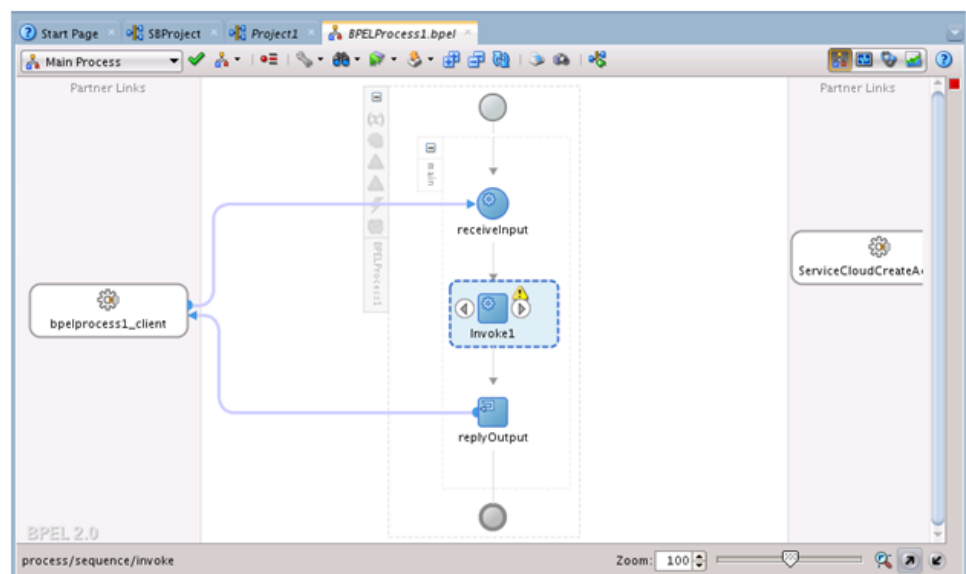 Start Page
SBProject
Project1
BPELProcess1.bpel
Main Process
Partner Links
Partner Links
(x)
main
receiveInput
BPELProcess1
ServiceCloudCreateA
bpelprocess1_client
Invoke1
replyOutput
BPEL 2.0
process/sequence/invoke
Zoom: 100